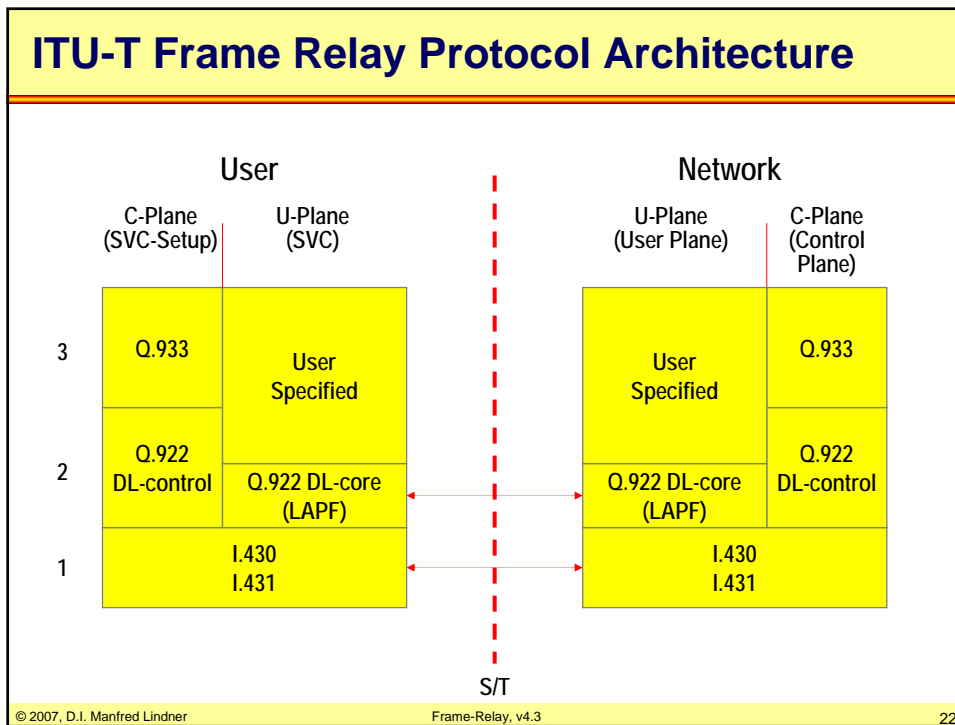 ITU-T Frame Relay Protocol Architecture
User
Network
C-Plane
(SVC-Setup)
U-Plane
(SVC)
U-Plane
(User Plane)
C-Plane
(Control
Plane)
3
Q.933
User
Specified
User
Specified
Q.933
2
Q.922
DL-control
Q.922 DL-core
(LAPF)
Q.922 DL-core
(LAPF)
Q.922
DL-control
1
I.430
I.431
I.430
I.431
S/T
© 2007, D.I. Manfred Lindner
Frame-Relay, v4.3
22